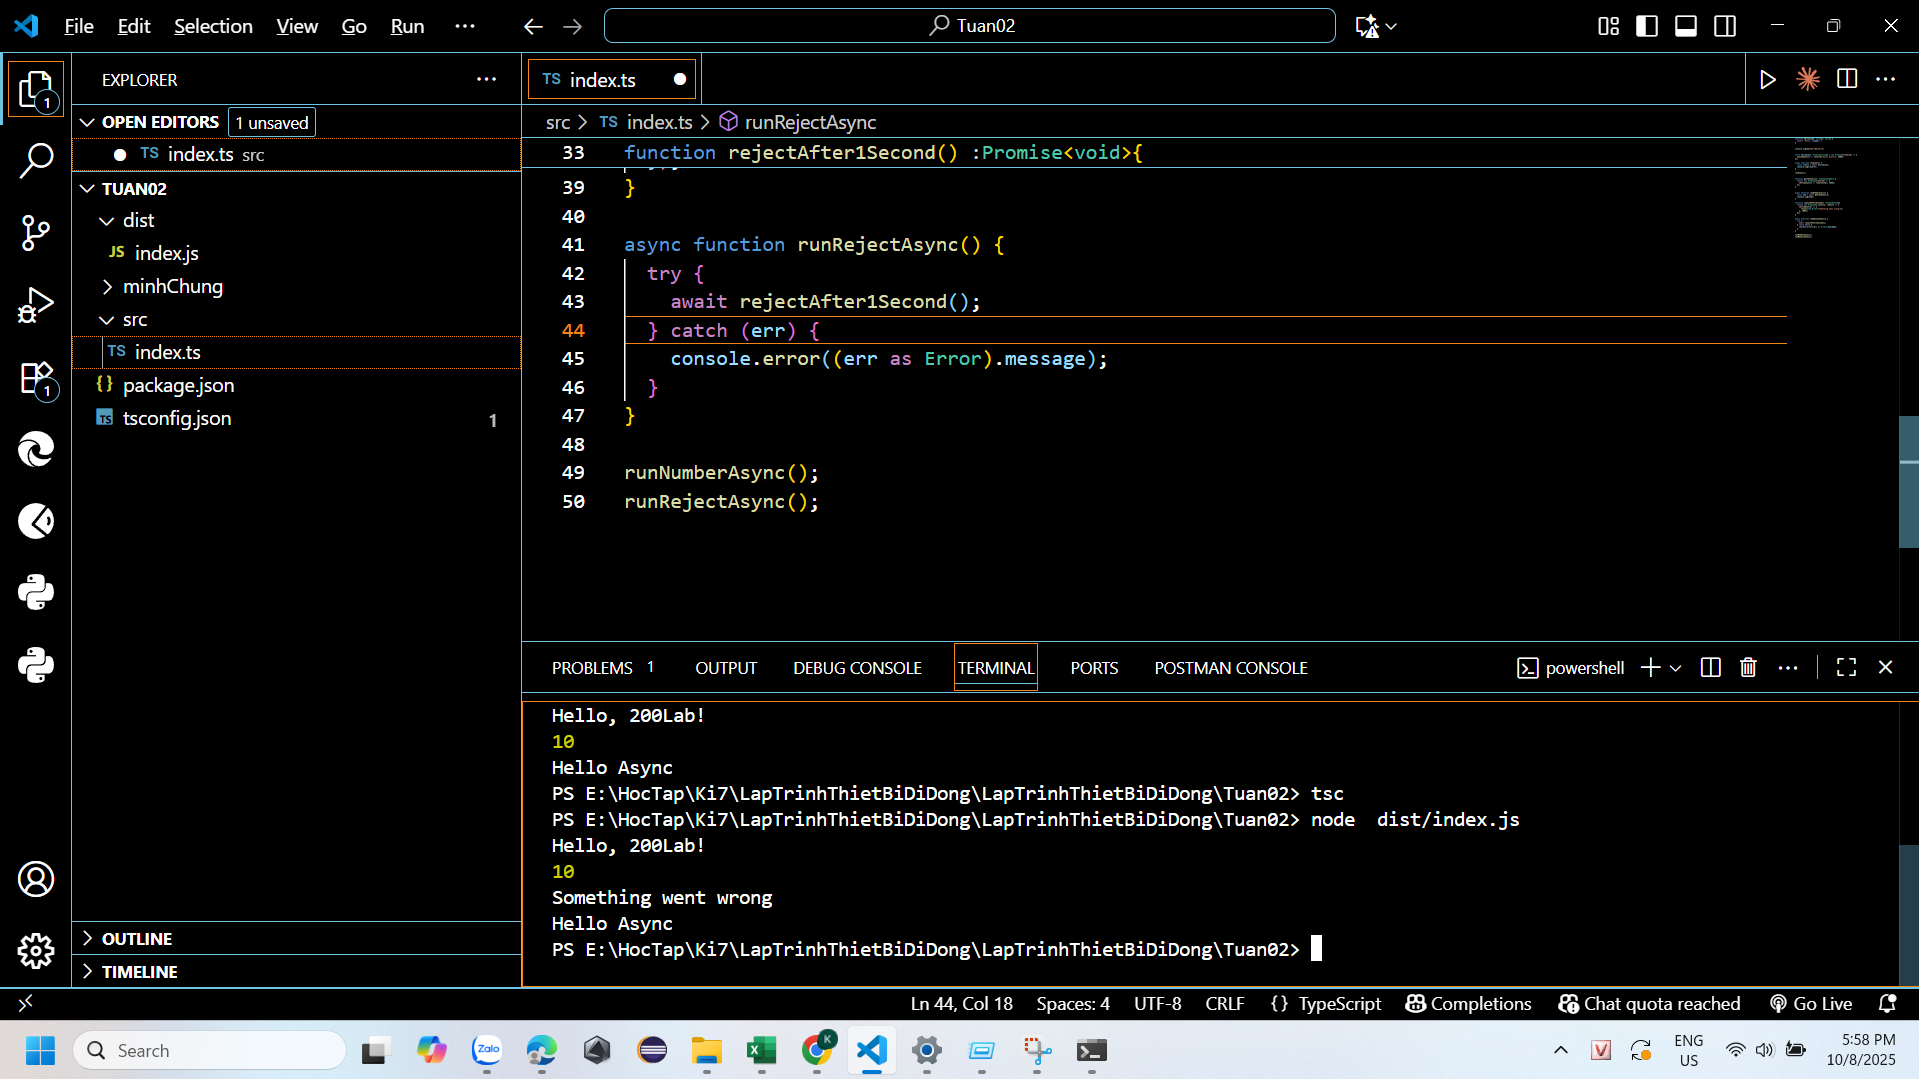 File Edit Selection View Go Run ···
Tuan02
EXPLORER
OPEN EDITORS 1 unsaved
TS index.ts src
TUAN02
dist
JS index.js
minhChung
src
TS index.ts
{} package.json
TS tsconfig.json 1
OUTLINE
TIMELINE
1
1
TS index.ts
src > TS index.ts > runRejectAsync
33 function rejectAfter1Second() :Promise<void>{
39 }
40
41 async function runRejectAsync() {
42 try {
43 await rejectAfter1Second();
44 } catch (err) {
45 console.error((err as Error).message);
46 }
47 }
48
49 runNumberAsync();
50 runRejectAsync();
PROBLEMS 1 OUTPUT DEBUG CONSOLE TERMINAL PORTS POSTMAN CONSOLE
powershell
Hello, 200Lab!
10
Hello Async
PS E:\HocTap\Ki7\LapTrinhThietBiDiDong\LapTrinhThietBiDiDong\Tuan02> tsc
PS E:\HocTap\Ki7\LapTrinhThietBiDiDong\LapTrinhThietBiDiDong\Tuan02> node  dist/index.js
Hello, 200Lab!
10
Something went wrong
Hello Async
PS E:\HocTap\Ki7\LapTrinhThietBiDiDong\LapTrinhThietBiDiDong\Tuan02>
Ln 44, Col 18 Spaces: 4 UTF-8 CRLF {} TypeScript Completions Chat quota reached Go Live
Search
Zalo
K
V
ENG
US
5:58 PM
10/8/2025